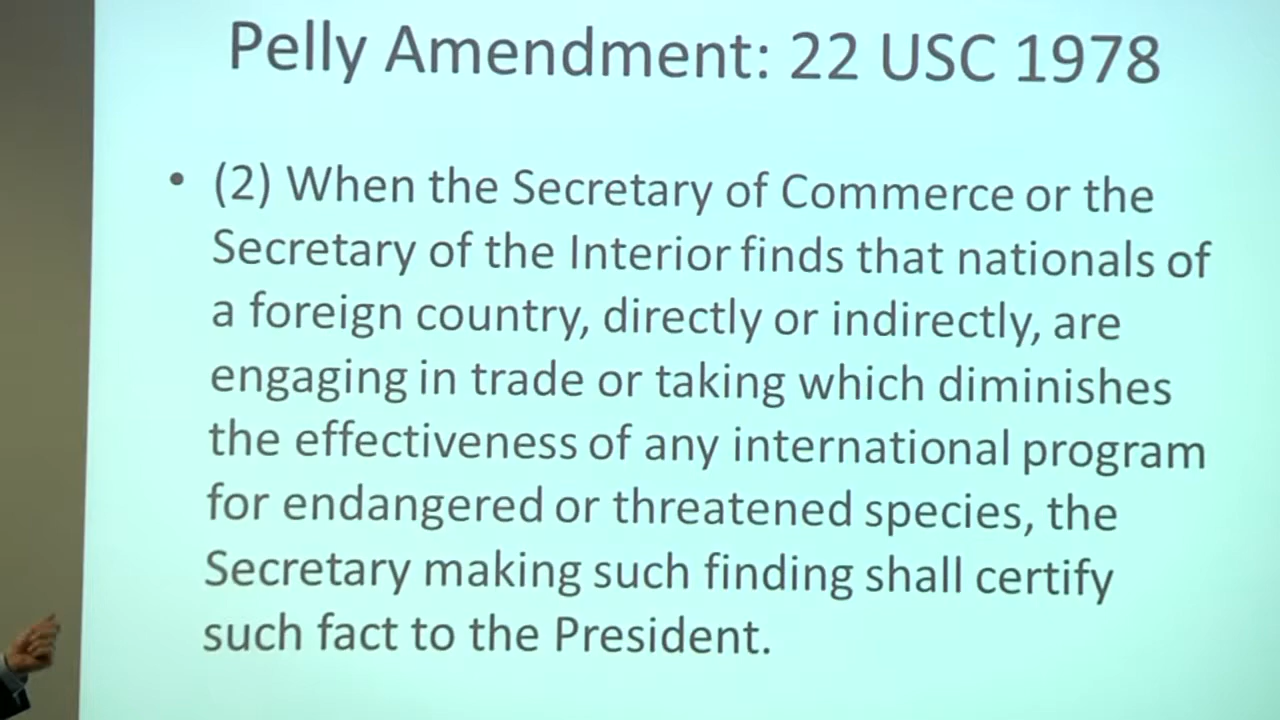 Pelly Amendment: 22 USC 1978
• (2) When the Secretary of Commerce or the
Secretary of the Interior finds that nationals of
a foreign country, directly or indirectly, are
engaging in trade or taking which diminishes
the effectiveness of any international program
for endangered or threatened species, the
Secretary making such finding shall certify
such fact to the President.